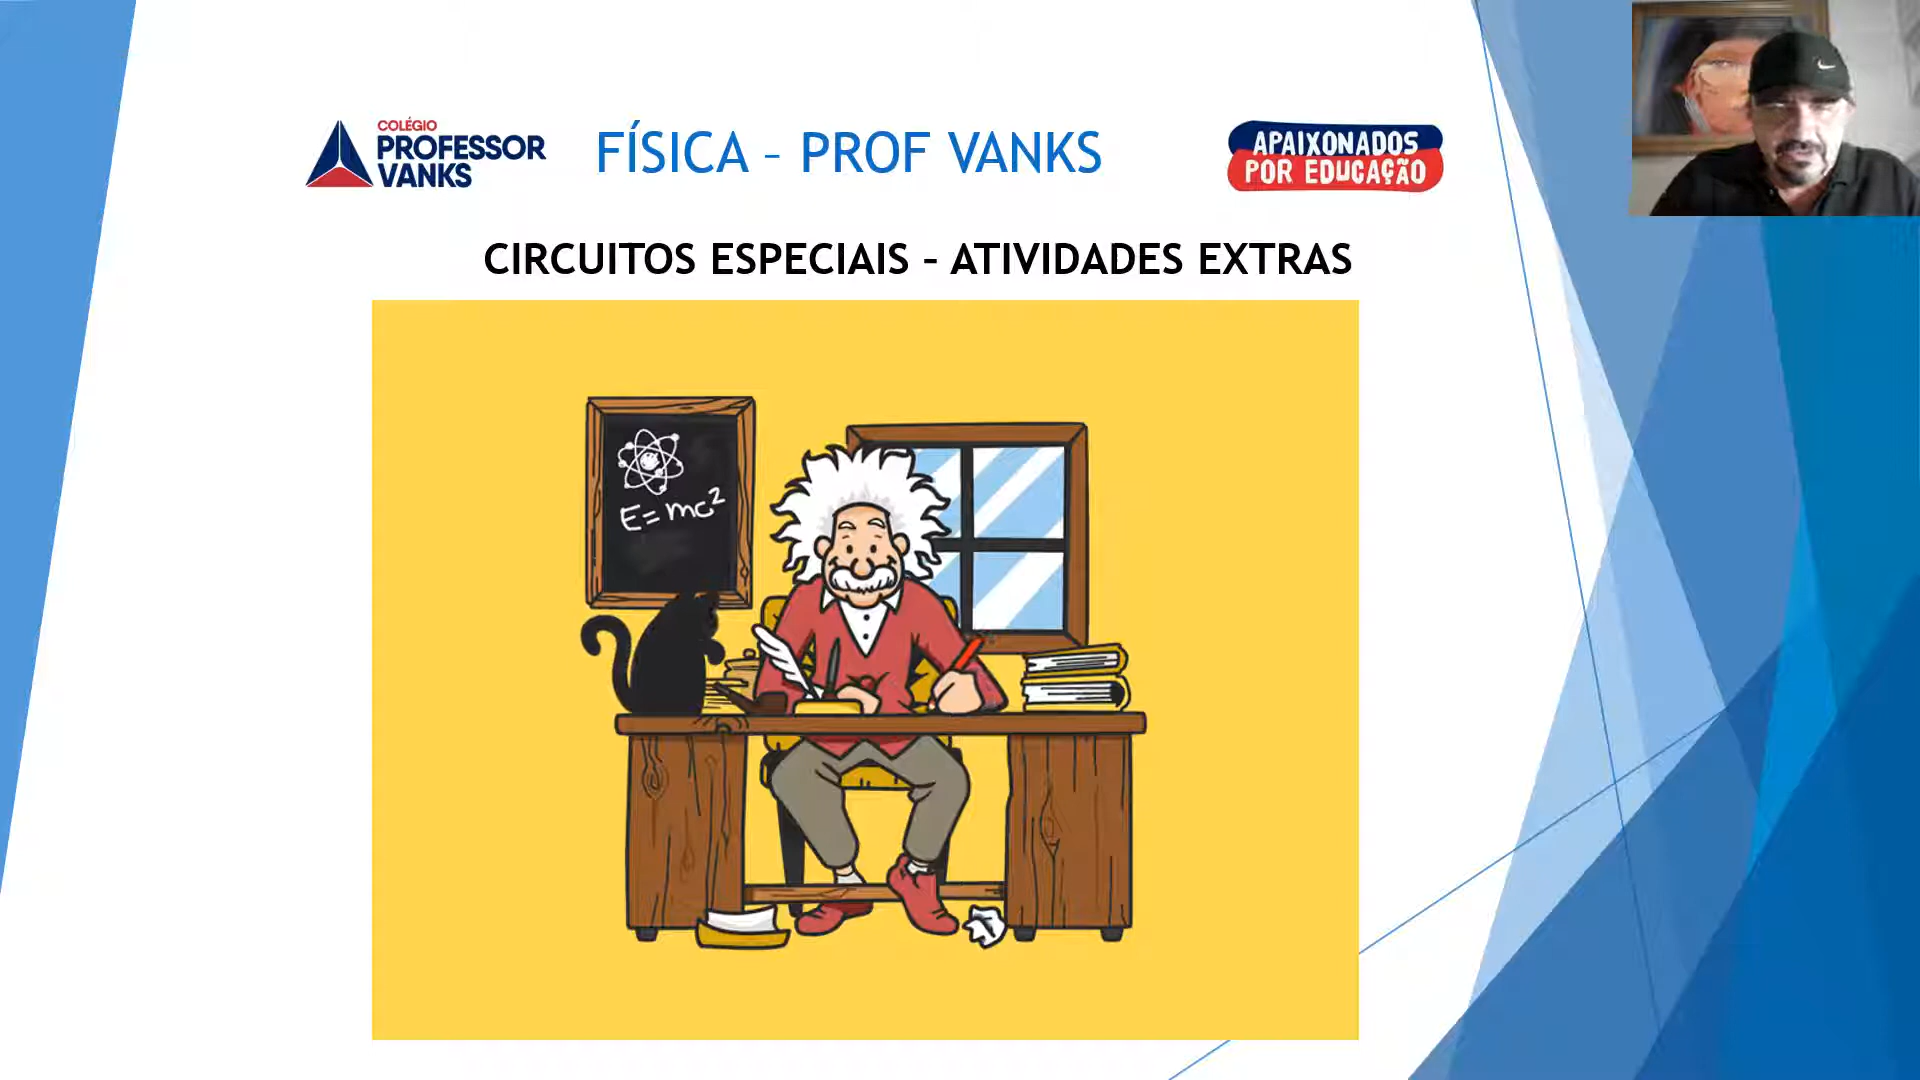 COLÉGIO
PROFESSOR
VANKS
FÍSICA – PROF VANKS
APAIXONADOS
POR EDUCAÇÃO
CIRCUITOS ESPECIAIS – ATIVIDADES EXTRAS
E=mc²